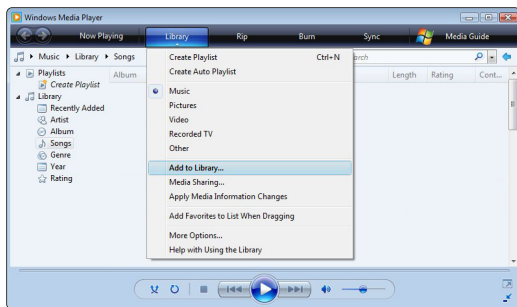 Windows Media Player
Now Playing
Library
Rip
Burn
Sync
Media Guide
Music ▸ Library ▸ Songs
Create Playlist Ctrl+N
Create Auto Playlist
Music
Pictures
Video
Recorded TV
Other
Add to Library...
Media Sharing...
Apply Media Information Changes
Add Favorites to List When Dragging
More Options...
Help with Using the Library
Playlists
Create Playlist
Library
Recently Added
Artist
Album
Songs
Genre
Year
Rating
Album
Length
Rating
Cont...